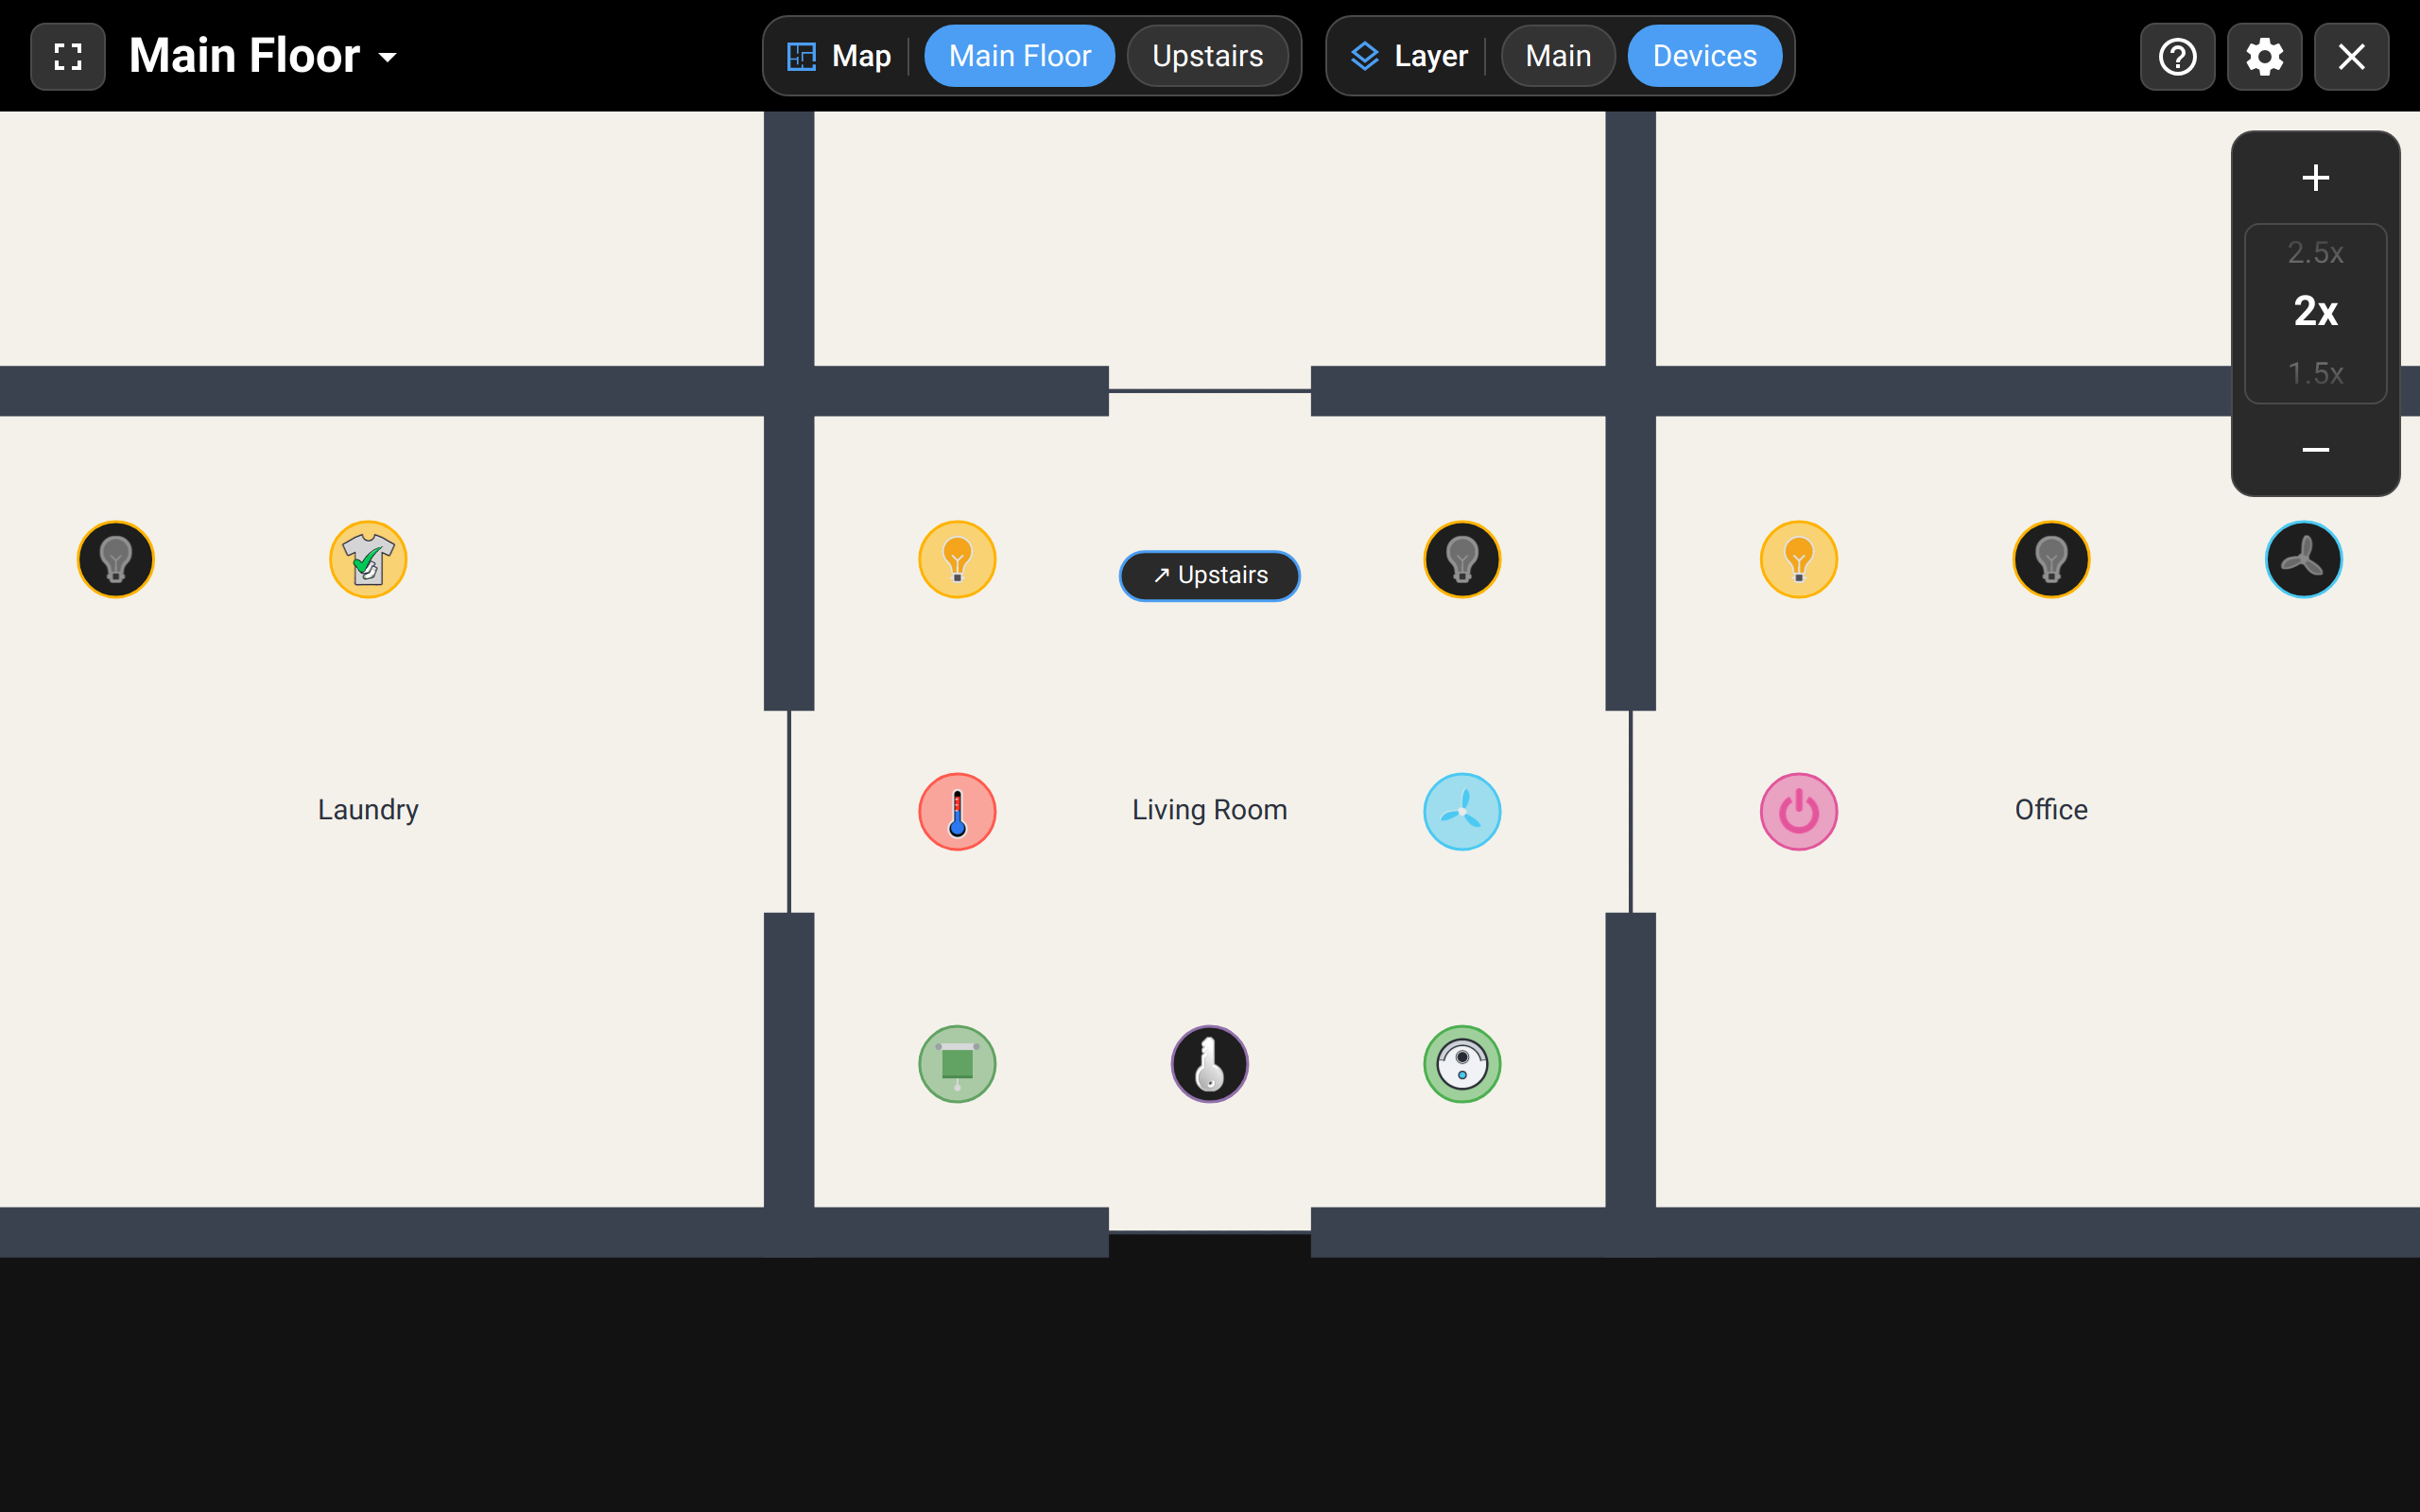 Main Floor
Map
Main Floor
Upstairs
Layer
Main
Devices
2.5x
2x
1.5x
↗ Upstairs
Laundry
Living Room
Office